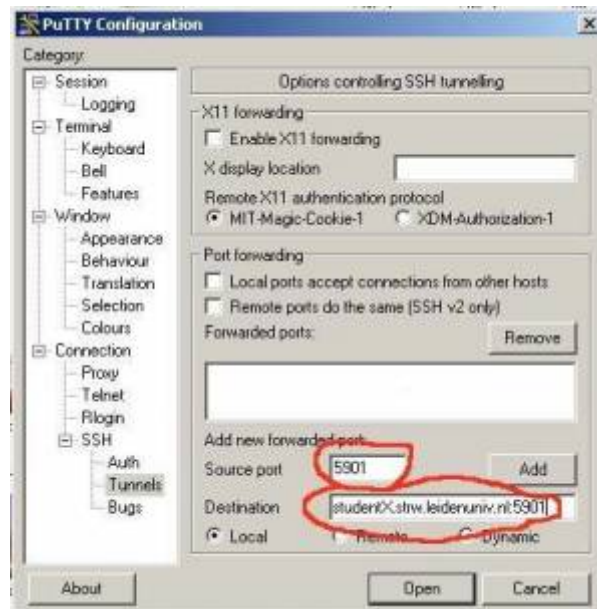 PuTTY Configuration
Category:
Session
Logging
Terminal
Keyboard
Bell
Features
Window
Appearance
Behaviour
Translation
Selection
Colours
Connection
Proxy
Telnet
Rlogin
SSH
Auth
Tunnels
Bugs
Options controlling SSH tunnelling
X11 forwarding
Enable X11 forwarding
X display location
Remote X11 authentication protocol
MIT-Magic-Cookie-1 XDM-Authorization-1
Port forwarding
Local ports accept connections from other hosts
Remote ports do the same (SSH v2 only)
Forwarded ports:
Remove
Add new forwarded port:
Source port 5901 Add
Destination studentX.strw.leidenuniv.nl:5901
Local Remote Dynamic
About Open Cancel